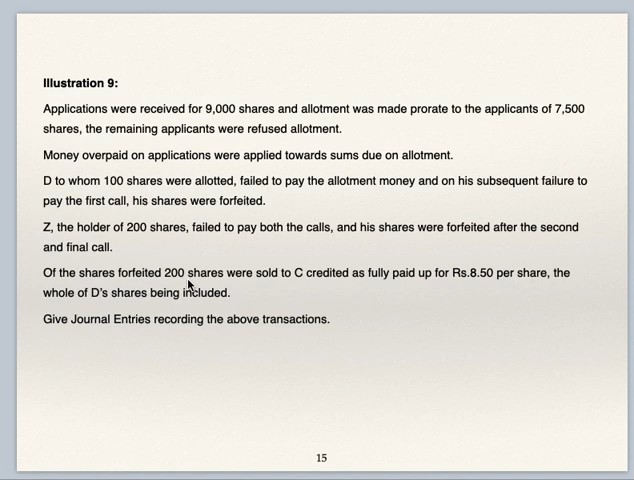 Illustration 9:
Applications were received for 9,000 shares and allotment was made prorate to the applicants of 7,500
shares, the remaining applicants were refused allotment.
Money overpaid on applications were applied towards sums due on allotment.
D to whom 100 shares were allotted, failed to pay the allotment money and on his subsequent failure to
pay the first call, his shares were forfeited.
Z, the holder of 200 shares, failed to pay both the calls, and his shares were forfeited after the second
and final call.
Of the shares forfeited 200 shares were sold to C credited as fully paid up for Rs.8.50 per share, the
whole of D's shares being included.
Give Journal Entries recording the above transactions.
15